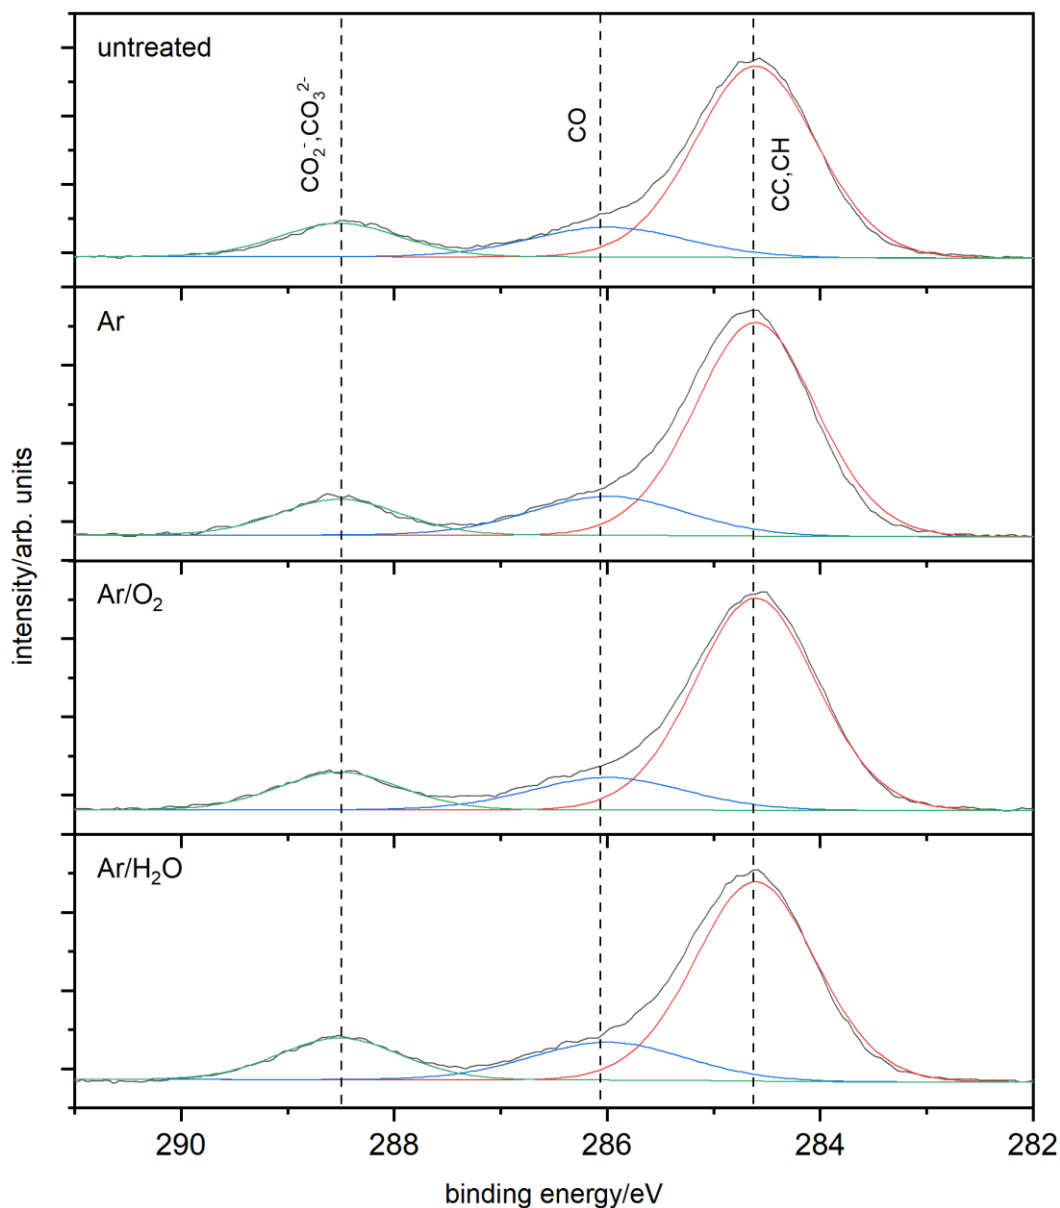 untreated
CO₂⁻,CO₃²⁻
CO
CC,CH
Ar
Ar/O₂
Ar/H₂O
intensity/arb. units
290 288 286 284 282
binding energy/eV